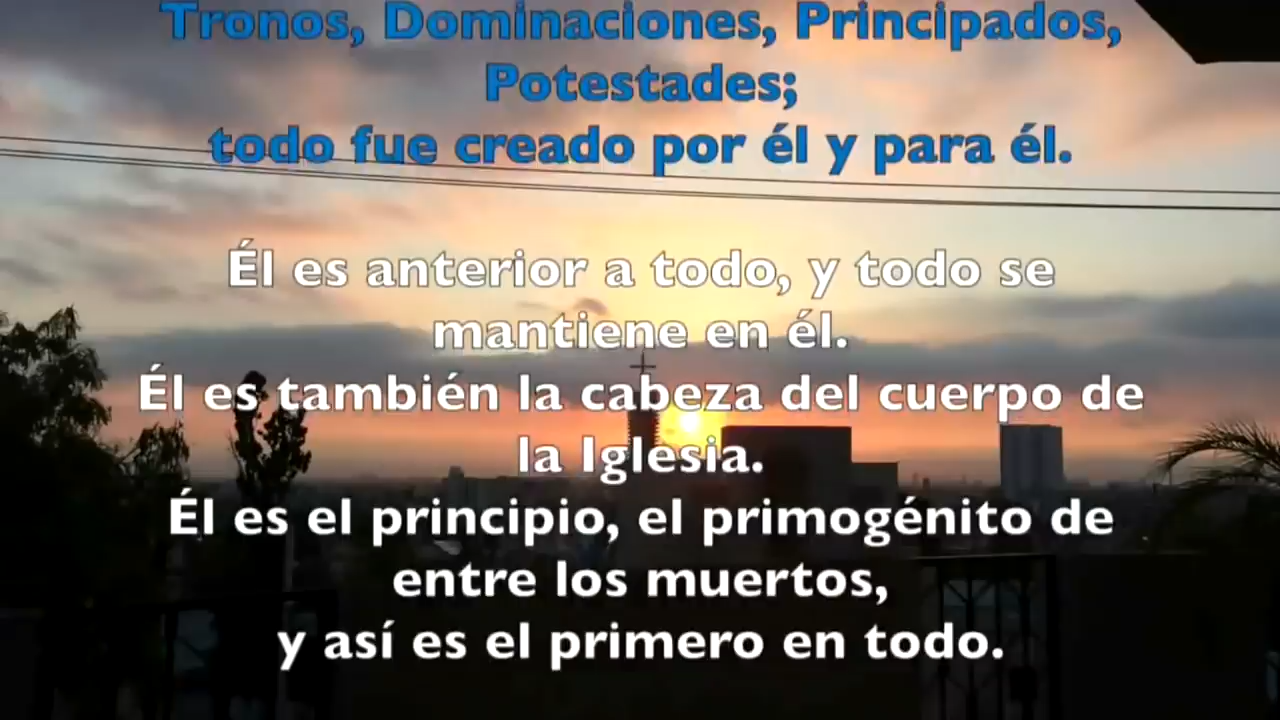 Tronos, Dominaciones, Principados,
Potestades;
todo fue creado por él y para él.
Él es anterior a todo, y todo se
mantiene en él.
Él es también la cabeza del cuerpo de
la Iglesia.
Él es el principio, el primogénito de
entre los muertos,
y así es el primero en todo.